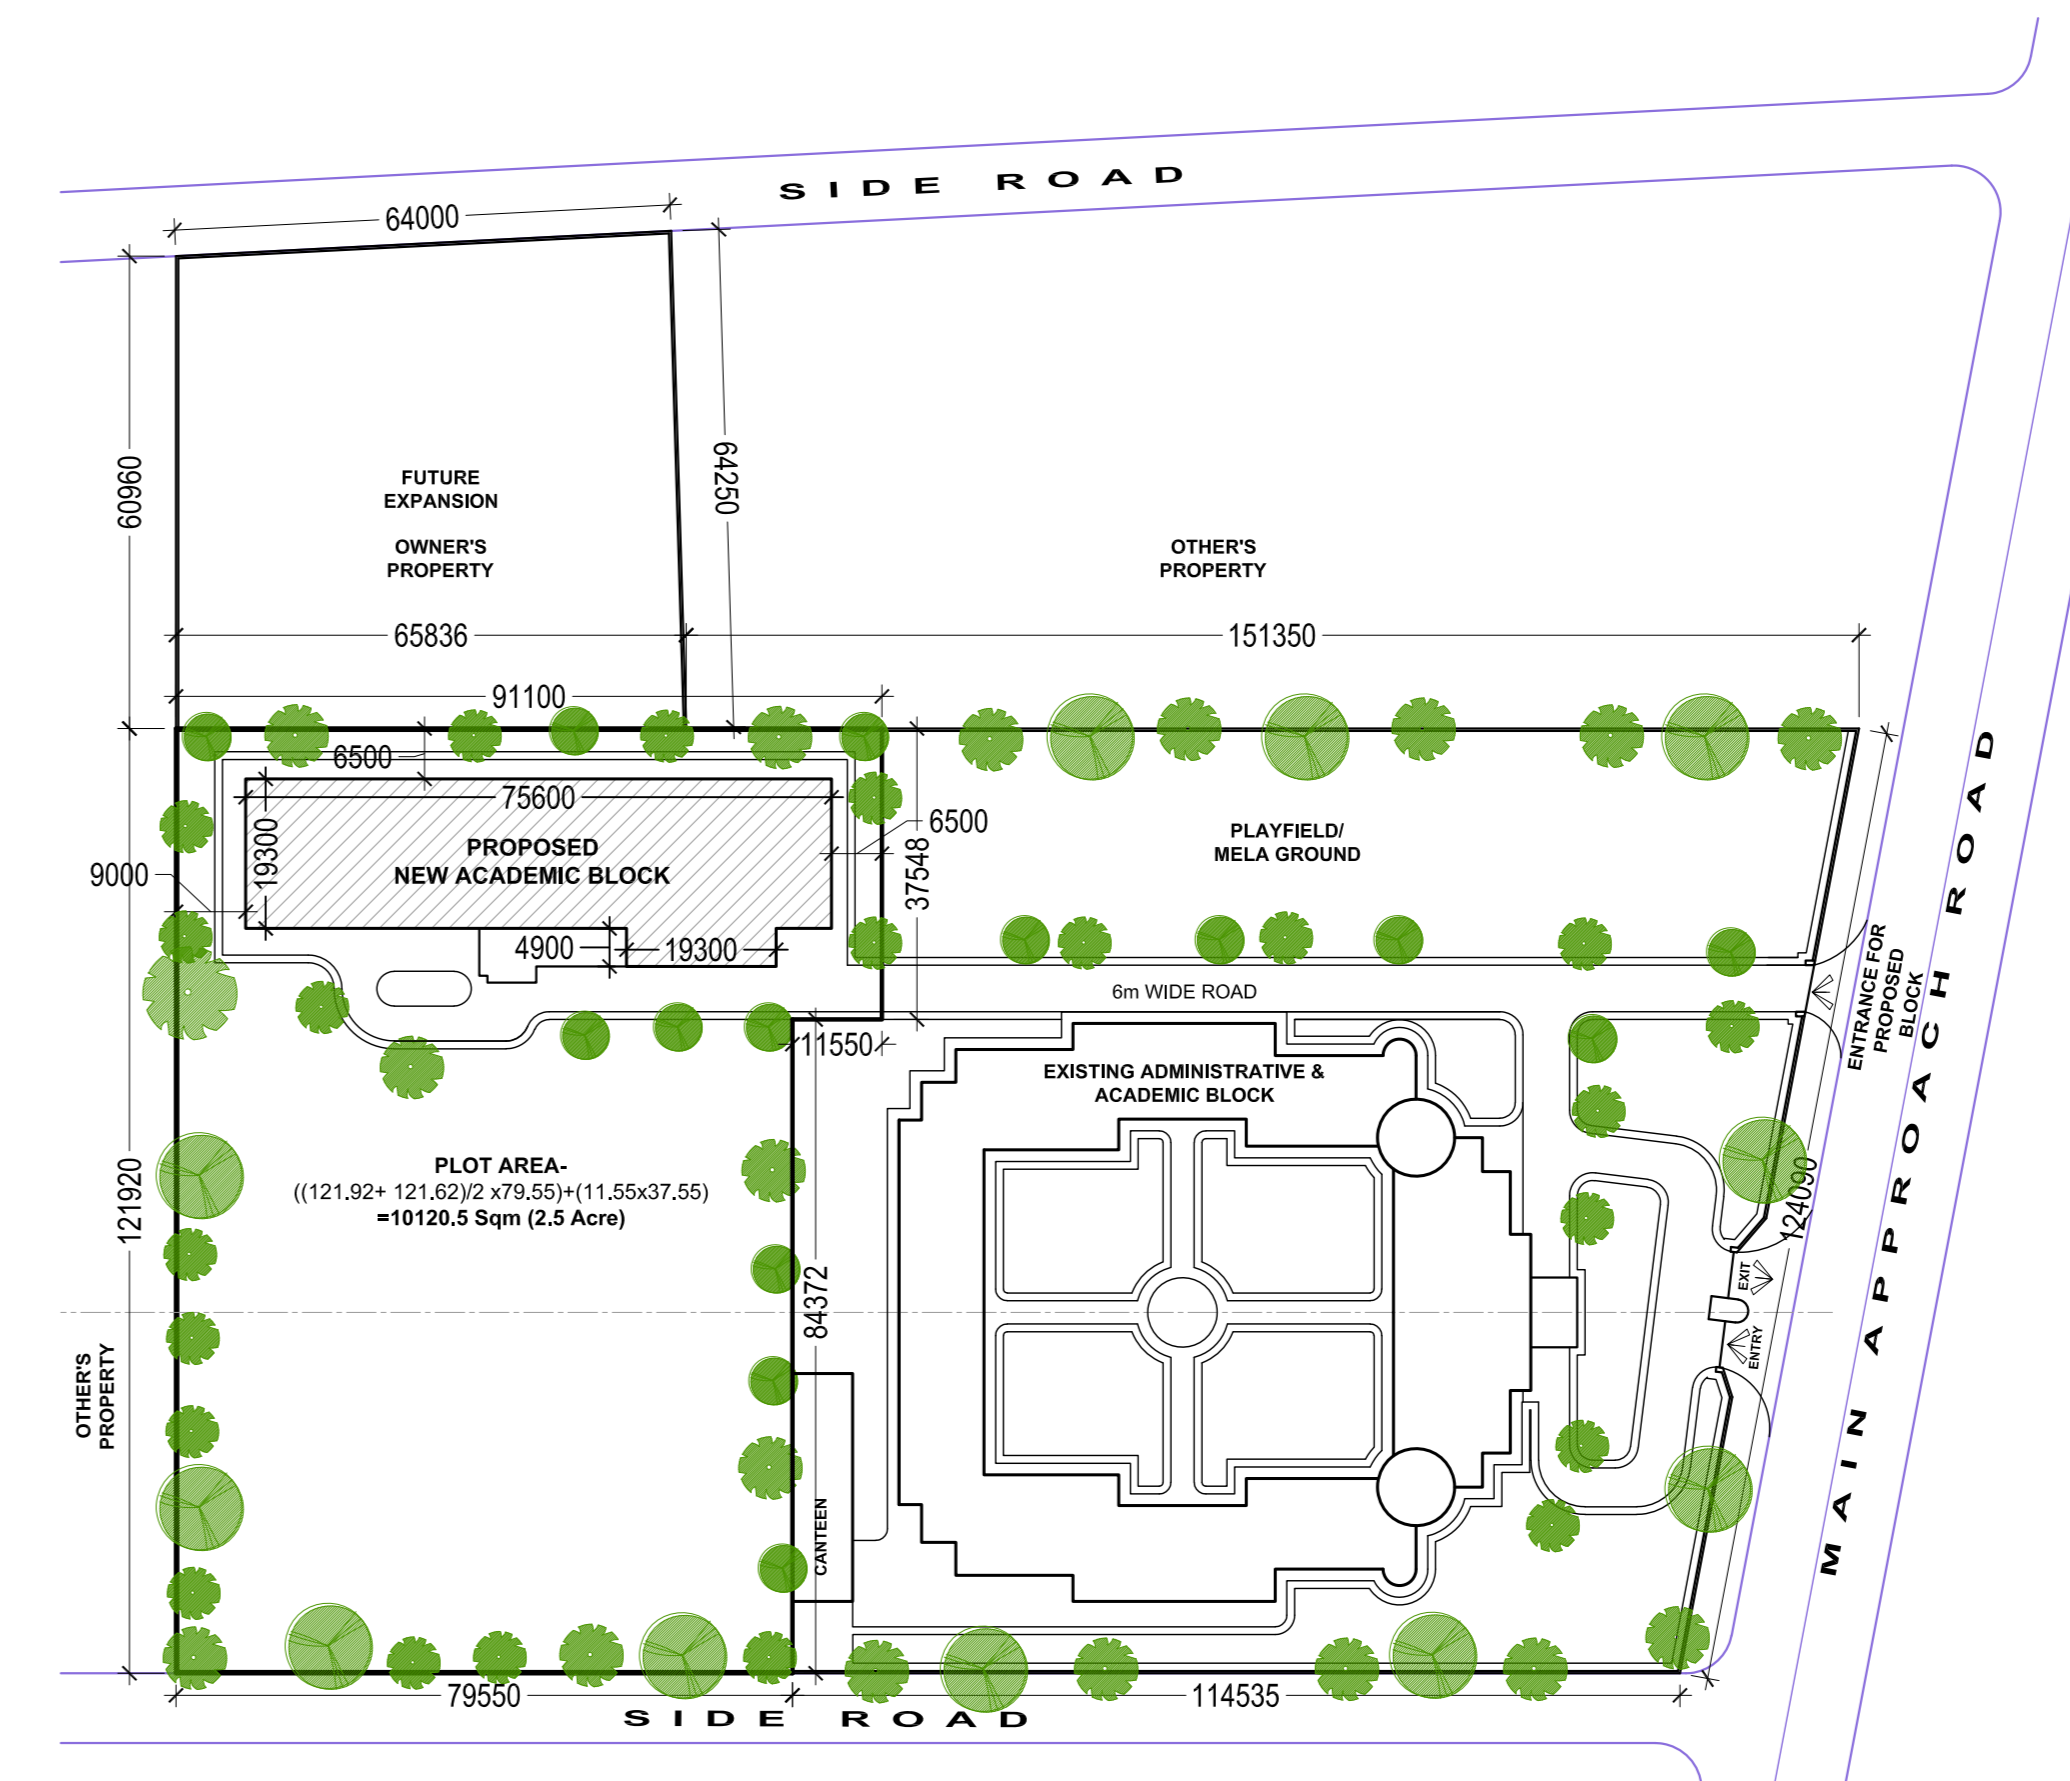 SIDE ROAD
64000
60960
64250
FUTURE
EXPANSION
OWNER'S
PROPERTY
OTHER'S
PROPERTY
65836
151350
91100
6500
75600
19300
PROPOSED
NEW ACADEMIC BLOCK
9000
6500
37548
PLAYFIELD/
MELA GROUND
4900
19300
6m WIDE ROAD
ENTRANCE FOR
PROPOSED
BLOCK
11550
EXISTING ADMINISTRATIVE &
ACADEMIC BLOCK
PLOT AREA-
((121.92+ 121.62)/2 x79.55)+(11.55x37.55)
=10120.5 Sqm (2.5 Acre)
121920
124090
84372
EXIT
ENTRY
OTHER'S
PROPERTY
CANTEEN
MAIN APPROACH ROAD
79550
114535
SIDE ROAD